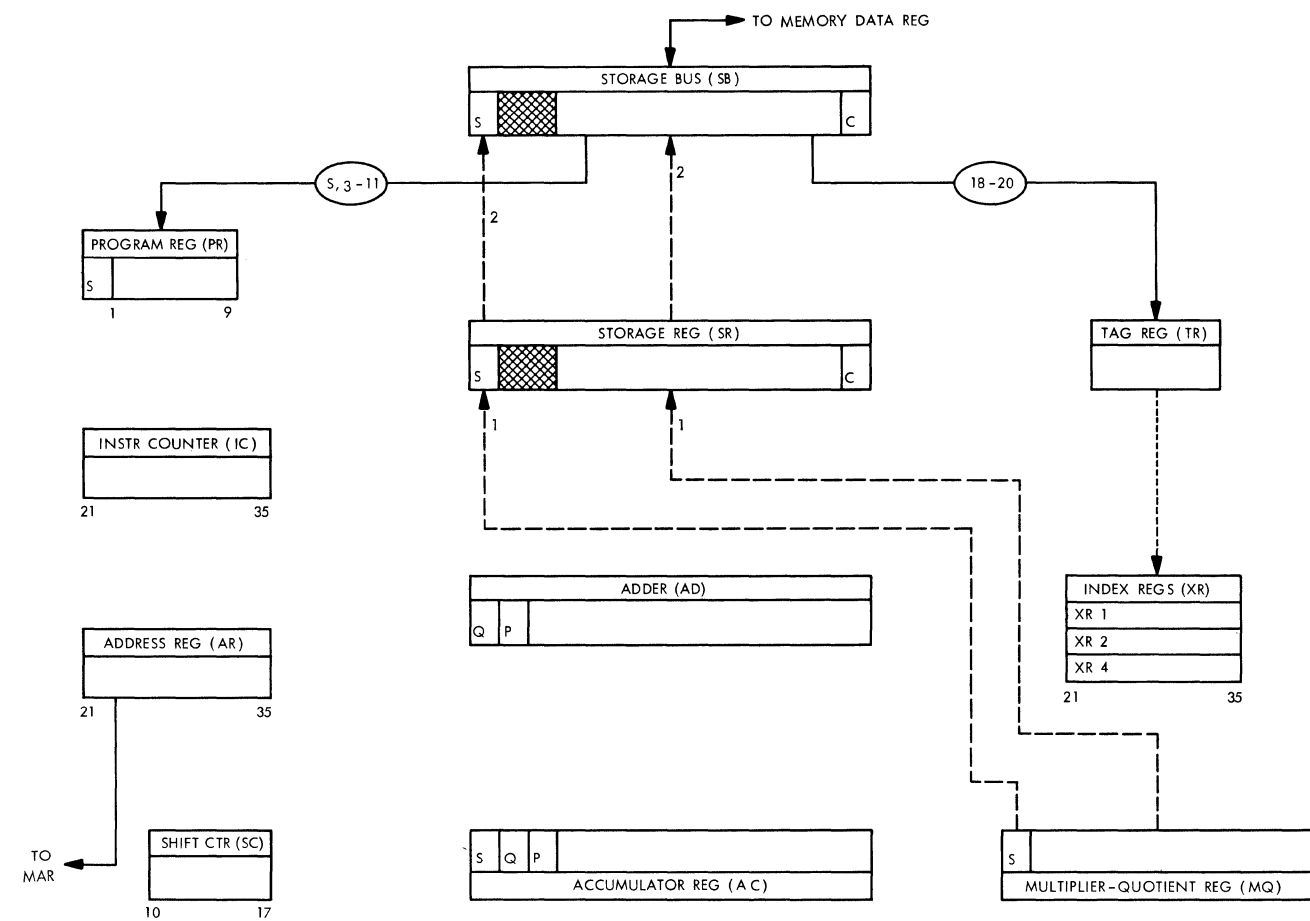 TO MEMORY DATA REG
STORAGE BUS (SB)
S
C
S, 3-11
2
18-20
2
PROGRAM REG (PR)
S
1 9
STORAGE REG (SR)
S
C
TAG REG (TR)
1
1
INSTR COUNTER (IC)
21 35
ADDER (AD)
Q P
INDEX REGS (XR)
XR 1
XR 2
XR 4
21 35
ADDRESS REG (AR)
21 35
SHIFT CTR (SC)
10 17
TO
MAR
S Q P
ACCUMULATOR REG (AC)
S
MULTIPLIER-QUOTIENT REG (MQ)